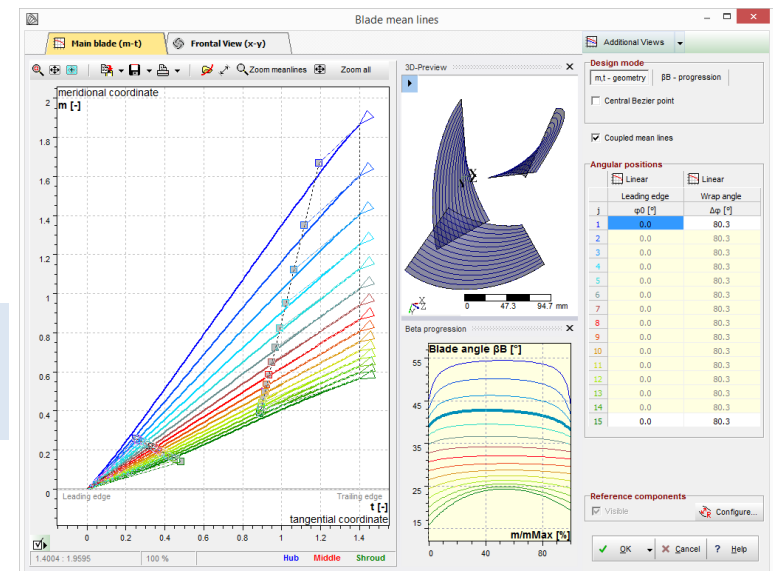 Blade mean lines
Main blade (m-t)
Frontal View (x-y)
Additional Views
Zoom meanlines
Zoom all
meridional coordinate
m [-]
2
1.8
1.6
1.4
1.2
1
0.8
0.6
0.4
0.2
0
Leading edge
Trailing edge
t [-]
tangential coordinate
0
0.2
0.4
0.6
0.8
1
1.2
1.4
1.4004 : 1.9595
100 %
Hub
Middle
Shroud
3D-Preview
0
47.3
94.7 mm
Beta progression
Blade angle βB [°]
55
45
35
25
15
m/mMax [%]
0
40
80
Design mode
m,t - geometry
βB - progression
Central Bezier point
Coupled mean lines
Angular positions
Linear
Linear
Leading edge
Wrap angle
j
φ0 [°]
Δφ [°]
1 0.0 80.3
2 0.0 80.3
3 0.0 80.3
4 0.0 80.3
5 0.0 80.3
6 0.0 80.3
7 0.0 80.3
8 0.0 80.3
9 0.0 80.3
10 0.0 80.3
11 0.0 80.3
12 0.0 80.3
13 0.0 80.3
14 0.0 80.3
15 0.0 80.3
Reference components
Visible
Configure...
OK
Cancel
? Help